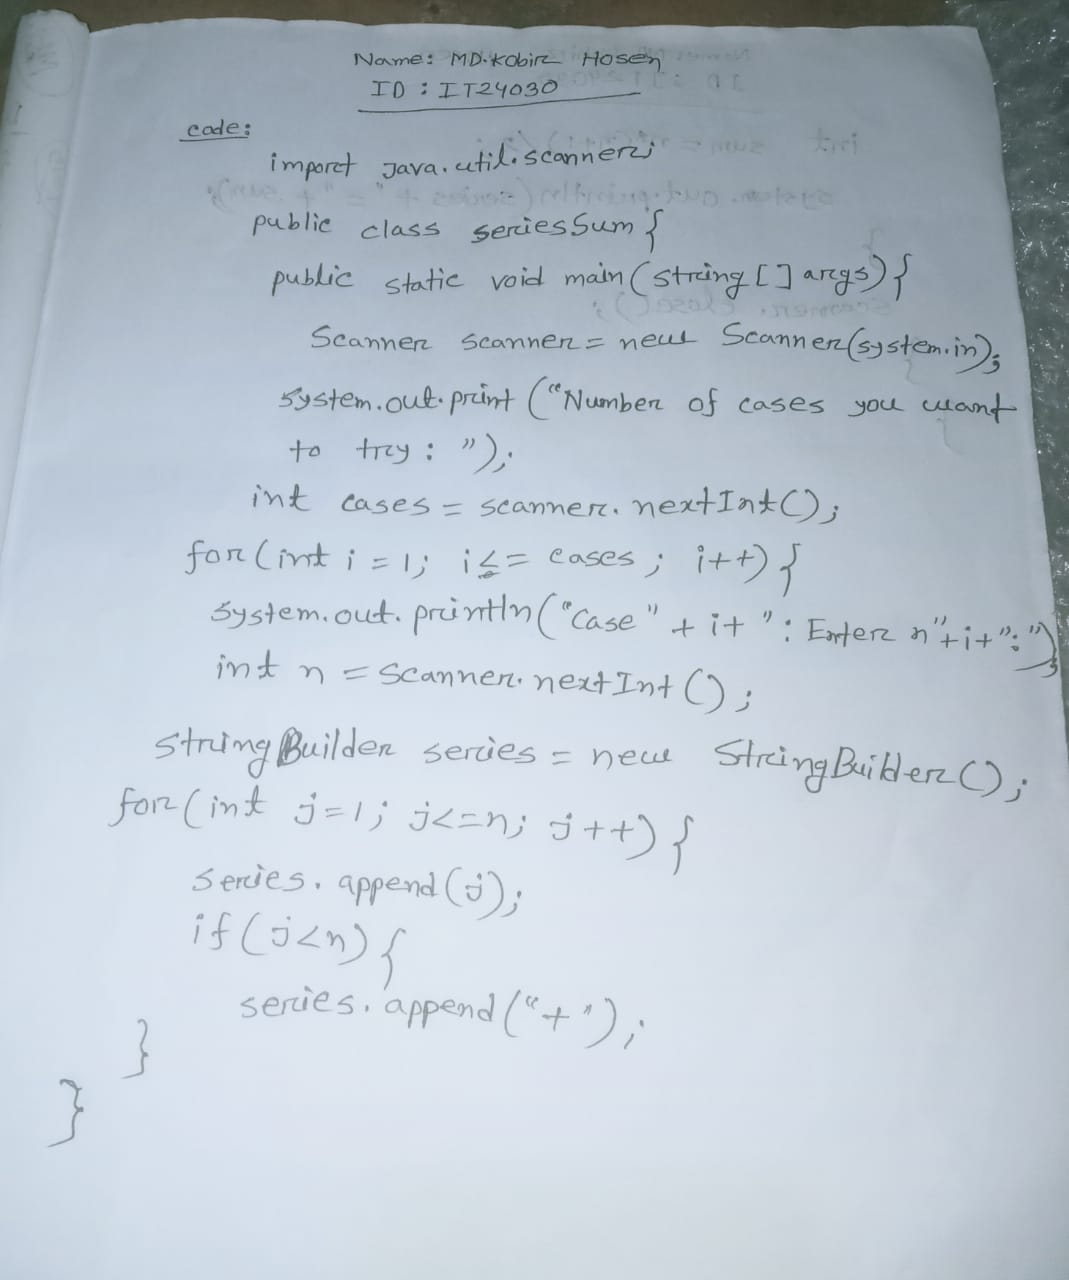 Name: MD. Kobir Hosen
ID : IT24030
code:
import java.util.scanner;
public class seriesSum {
public static void main(string [] args) {
Scanner scanner = new Scanner(system.in);
system.out.print ("Number of cases you want
to try : ");
int cases = scanner.nextInt();
for(int i = 1; i <= cases ; i++) {
system.out.println("Case " + i + " : Enter n"+i+":");
int n = Scanner.nextInt();
stringBuilder series = new StringBuilder();
for(int j=1; j<=n; j++) {
series.append(j);
if(j<n) {
series.append("+");
}
}